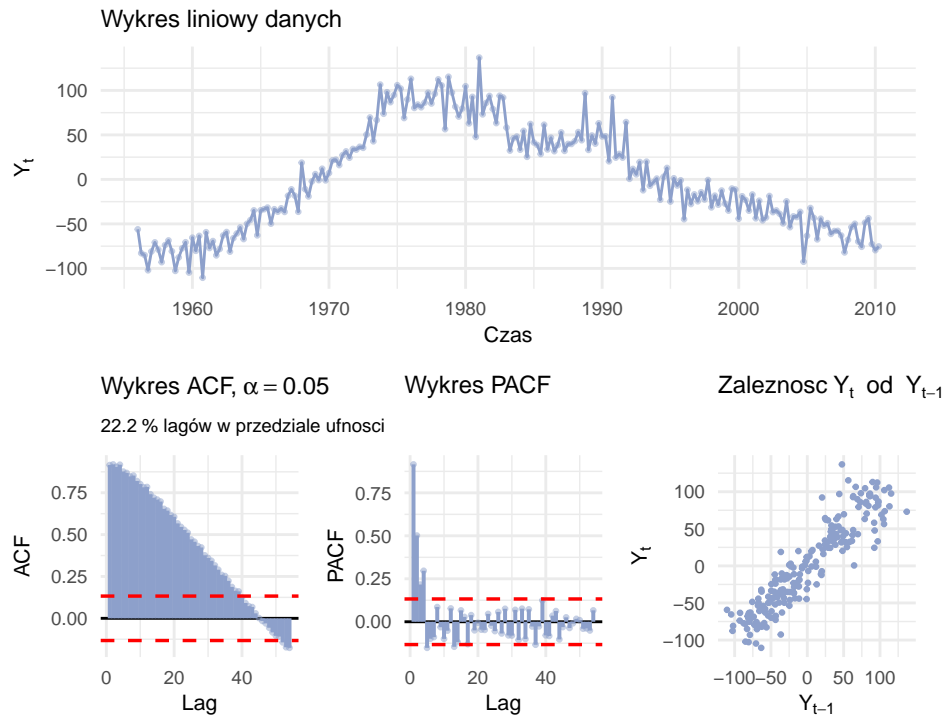 Wykres liniowy danych
Y_t
100
50
0
−50
−100
1960
1970
1980
1990
2000
2010
Czas
Wykres ACF, α = 0.05
22.2 % lagów w przedziale ufnosci
ACF
0.75
0.50
0.25
0.00
0
20
40
Lag
Wykres PACF
PACF
0.75
0.50
0.25
0.00
0
20
40
Lag
Zaleznosc Y_t od Y_{t−1}
Y_t
100
50
0
−50
−100
−100
−50
0
50
100
Y_{t−1}